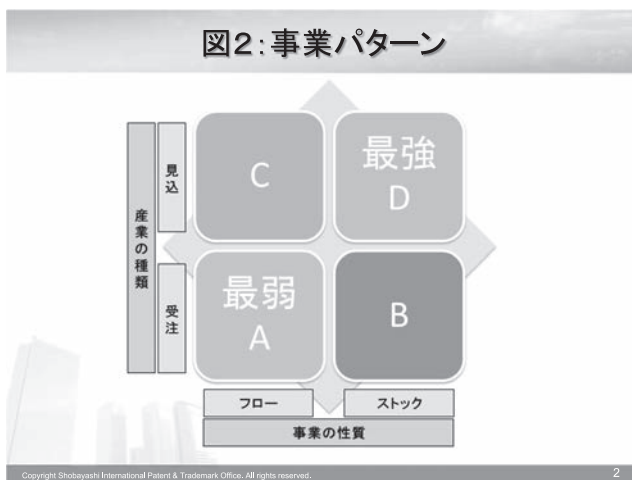 図2:事業パターン
産業の種類
見込
C
最強
D
受注
最弱
A
B
フロー
ストック
事業の性質
Copyright Shobayashi International Patent & Trademark Office. All rights reserved.
2